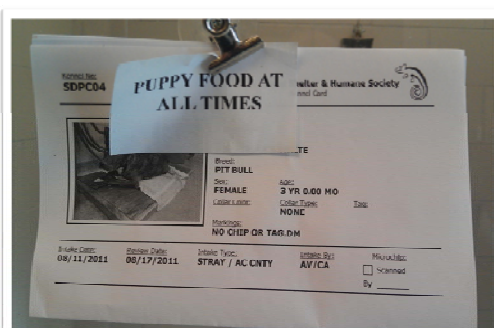 Kennel No:
SDPC04
PUPPY FOOD AT
ALL TIMES
helter & Humane Society
nnel Card
TE
Breed:
PIT BULL
Sex: Age:
FEMALE 3 YR 0.00 MO
Collar Color: Collar Type: Tag:
NONE
Markings:
NO CHIP OR TAG.DM
Intake Date: Review Date: Intake Type: Intake By: Microchip:
08/11/2011 08/17/2011 STRAY / AC CNTY AV/CA Scanned
By